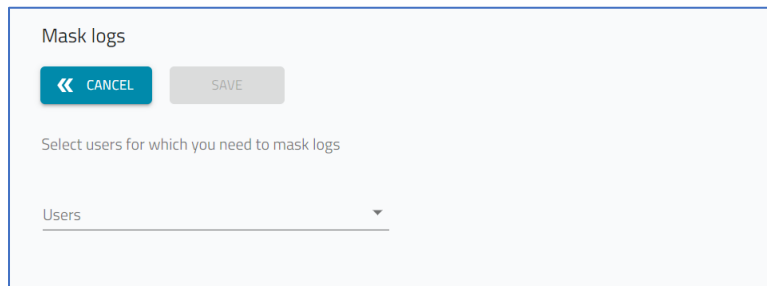 Mask logs
CANCEL SAVE
Select users for which you need to mask logs
Users